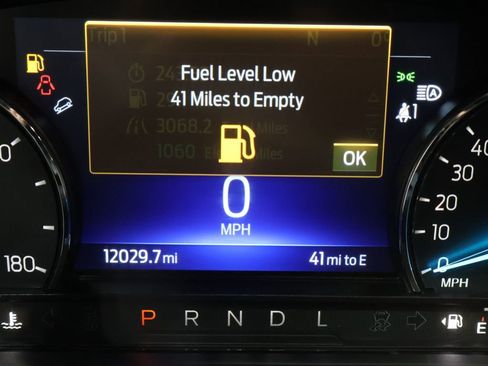 Trip 1 N
Fuel Level Low
41 Miles to Empty
3068.2 Miles
1060
OK
1
A
0
MPH
12029.7 mi 41 mi to E
180
40
30
20
10
0
MPH
P R N D L
E